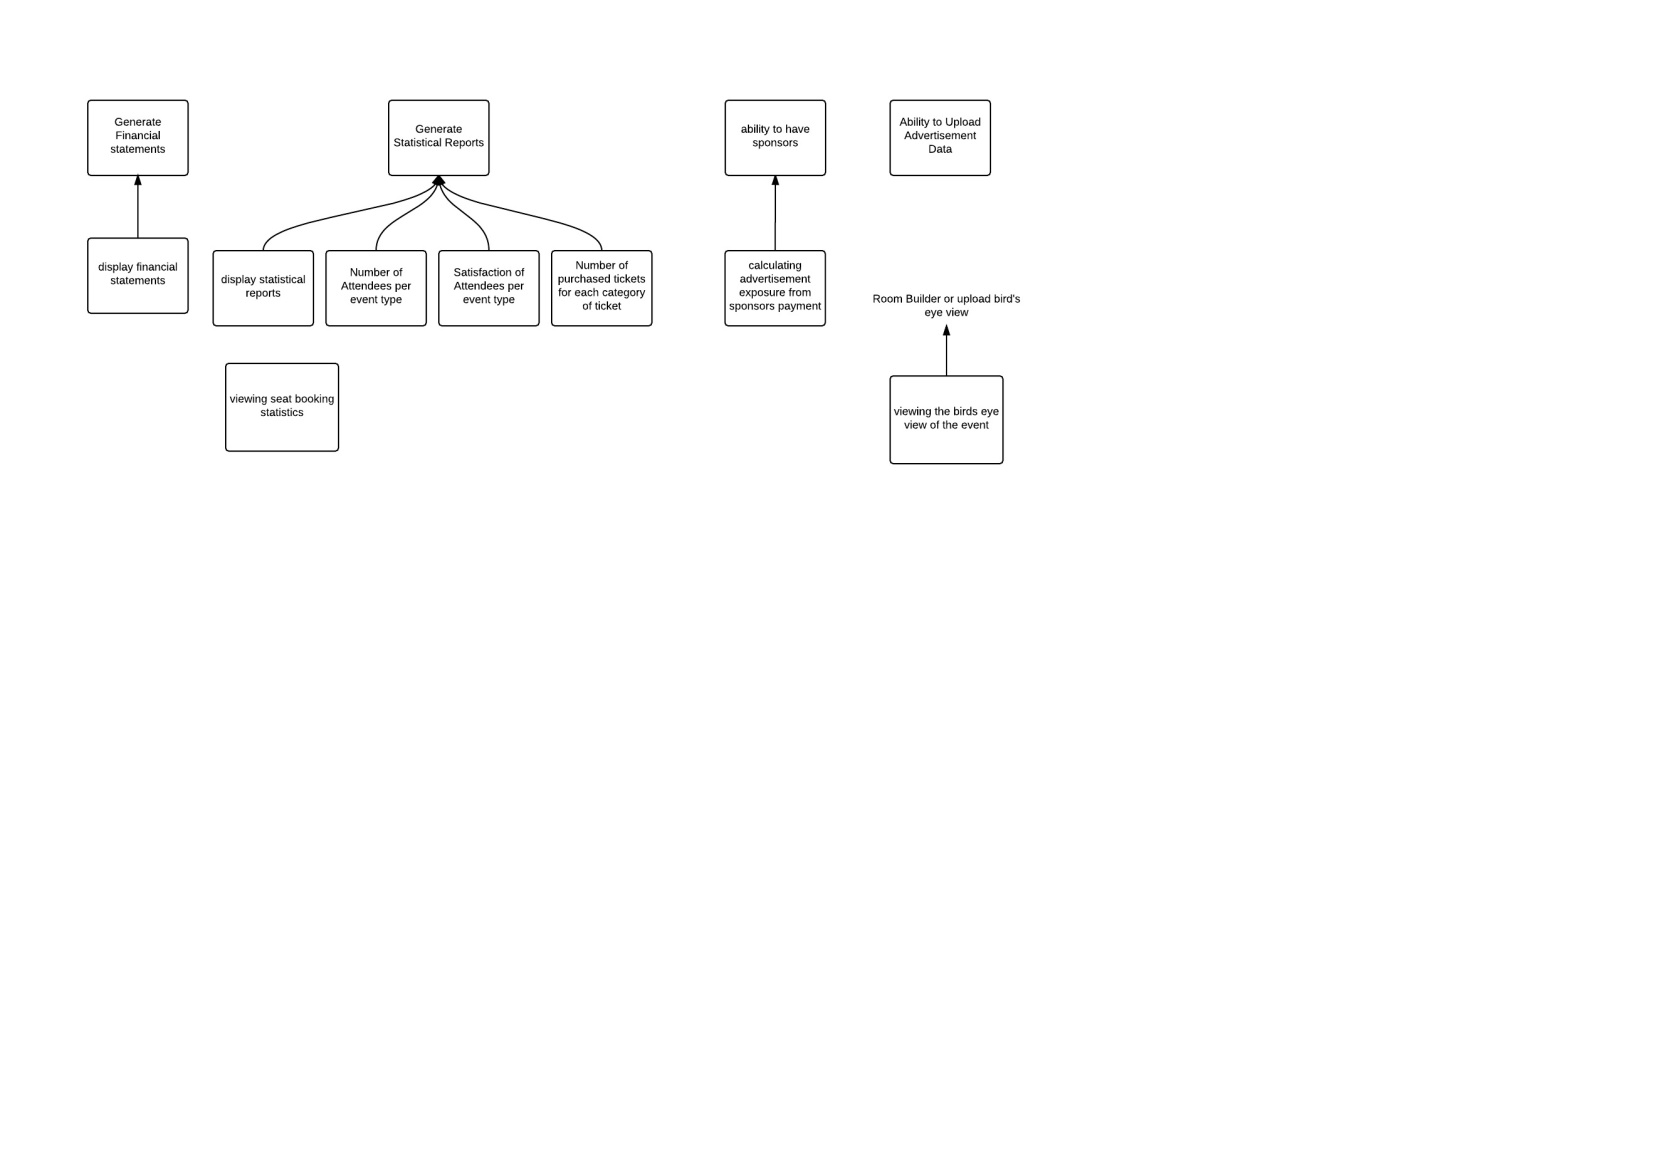 Generate
Financial
statements
Generate
Statistical Reports
ability to have
sponsors
Ability to Upload
Advertisement
Data
display financial
statements
display statistical
reports
Number of
Attendees per
event type
Satisfaction of
Attendees per
event type
Number of
purchased tickets
for each category
of ticket
calculating
advertisement
exposure from
sponsors payment
Room Builder or upload bird's
eye view
viewing seat booking
statistics
viewing the birds eye
view of the event